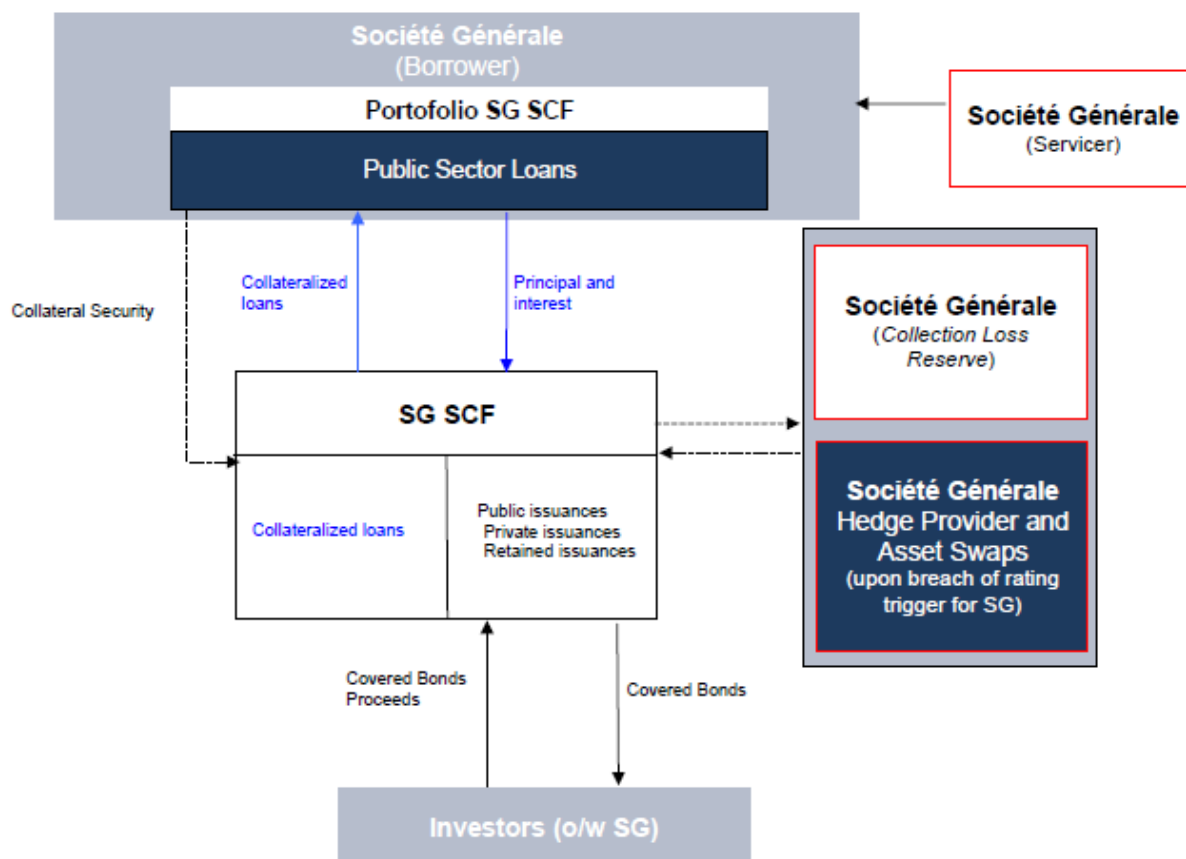 Société Générale
(Borrower)
Portofolio SG SCF
Public Sector Loans
Société Générale
(Servicer)
Collateral Security
Collateralized
loans
Principal and
interest
Société Générale
(Collection Loss
Reserve)
SG SCF
Collateralized loans
Public issuances
Private issuances
Retained issuances
Société Générale
Hedge Provider and
Asset Swaps
(upon breach of rating
trigger for SG)
Covered Bonds
Proceeds
Covered Bonds
Investors (o/w SG)